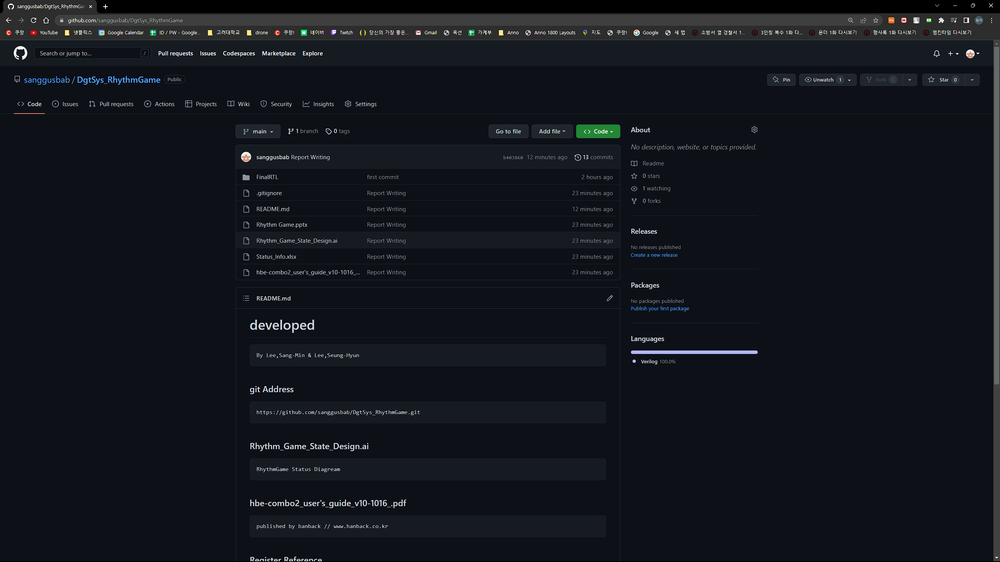 sanggusbab/DgtSys_RhythmGam
github.com/sanggusbab/DgtSys_RhythmGame
쿠팡 YouTube 넷플릭스 Google Calendar ID / PW - Google... 고려대학교 drone 쿠팡! 네이버 Twitch 당신의 가장 좋은... Gmail 옥션 가계부 Anno Anno 1800 Layouts 지도 쿠팡! Google 새 탭 소방서 옆 경찰서 1... 3인칭 복수 1화 다... 욘더 1화 다시보기 형사록 1화 다시보기 펌킨타임 다시보기
Search or jump to... / Pull requests Issues Codespaces Marketplace Explore
sanggusbab / DgtSys_RhythmGame Public Pin Unwatch 1 Fork 0 Star 0
Code Issues Pull requests Actions Projects Wiki Security Insights Settings
main 1 branch 0 tags Go to file Add file Code
sanggusbab Report Writing b403860 12 minutes ago 13 commits
FinalRTL first commit 2 hours ago
.gitignore Report Writing 23 minutes ago
README.md Report Writing 12 minutes ago
Rhythm Game.pptx Report Writing 23 minutes ago
Rhythm_Game_State_Design.ai Report Writing 23 minutes ago
Status_Info.xlsx Report Writing 23 minutes ago
hbe-combo2_user's_guide_v10-1016_... Report Writing 23 minutes ago
README.md
developed
By Lee,Sang-Min & Lee,Seung-Hyun
git Address
https://github.com/sanggusbab/DgtSys_RhythmGame.git
Rhythm_Game_State_Design.ai
RhythmGame Status Diagream
hbe-combo2_user's_guide_v10-1016_.pdf
published by banback // www.hanback.co.kr
Register Reference
About
No description, website, or topics provided.
Readme
0 stars
1 watching
0 forks
Releases
No releases published
Create a new release
Packages
No packages published
Publish your first package
Languages
Verilog 100.0%